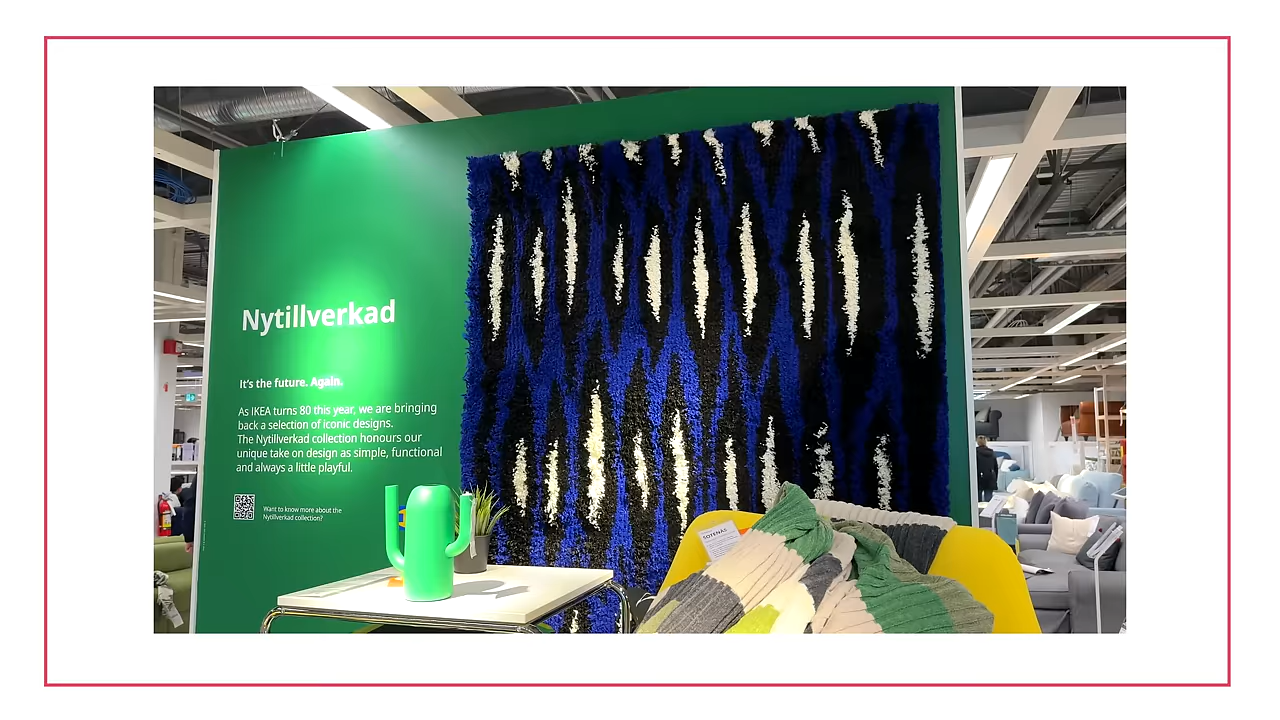 Nytillverkad
It's the future. Again.
As IKEA turns 80 this year, we are bringing
back a selection of iconic designs.
The Nytillverkad collection honours our
unique take on design as simple, functional
and always a little playful.
Want to know more about the
Nytillverkad collection?
SOTENÄS